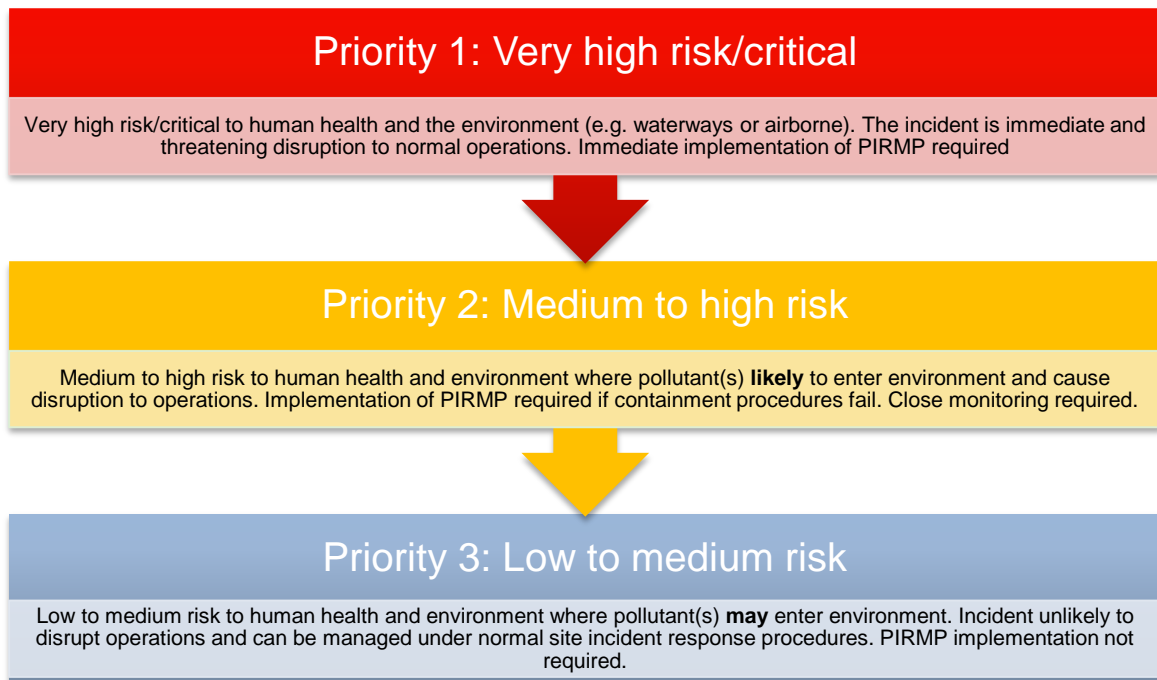 Priority 1: Very high risk/critical
Very high risk/critical to human health and the environment (e.g. waterways or airborne). The incident is immediate and
threatening disruption to normal operations. Immediate implementation of PIRMP required
Priority 2: Medium to high risk
Medium to high risk to human health and environment where pollutant(s) likely to enter environment and cause
disruption to operations. Implementation of PIRMP required if containment procedures fail. Close monitoring required.
Priority 3: Low to medium risk
Low to medium risk to human health and environment where pollutant(s) may enter environment. Incident unlikely to
disrupt operations and can be managed under normal site incident response procedures. PIRMP implementation not
required.